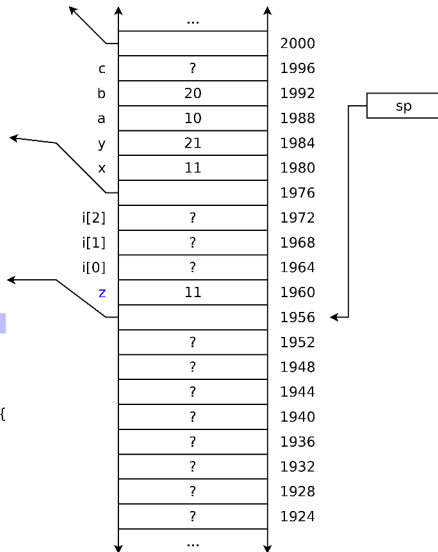 ...
2000
c ? 1996
b 20 1992
a 10 1988
sp
y 21 1984
x 11 1980
1976
i[2] ? 1972
i[1] ? 1968
i[0] ? 1964
z 11 1960
1956
? 1952
? 1948
? 1944
{ ? 1940
? 1936
? 1932
? 1928
? 1924
...